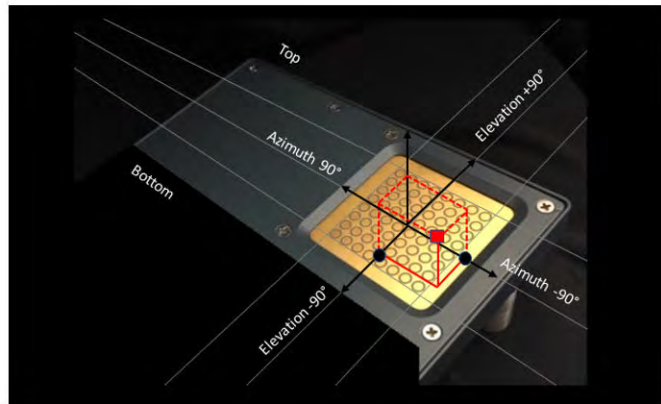 Top
Elevation +90°
Azimuth 90°
Bottom
Azimuth -90°
Elevation -90°